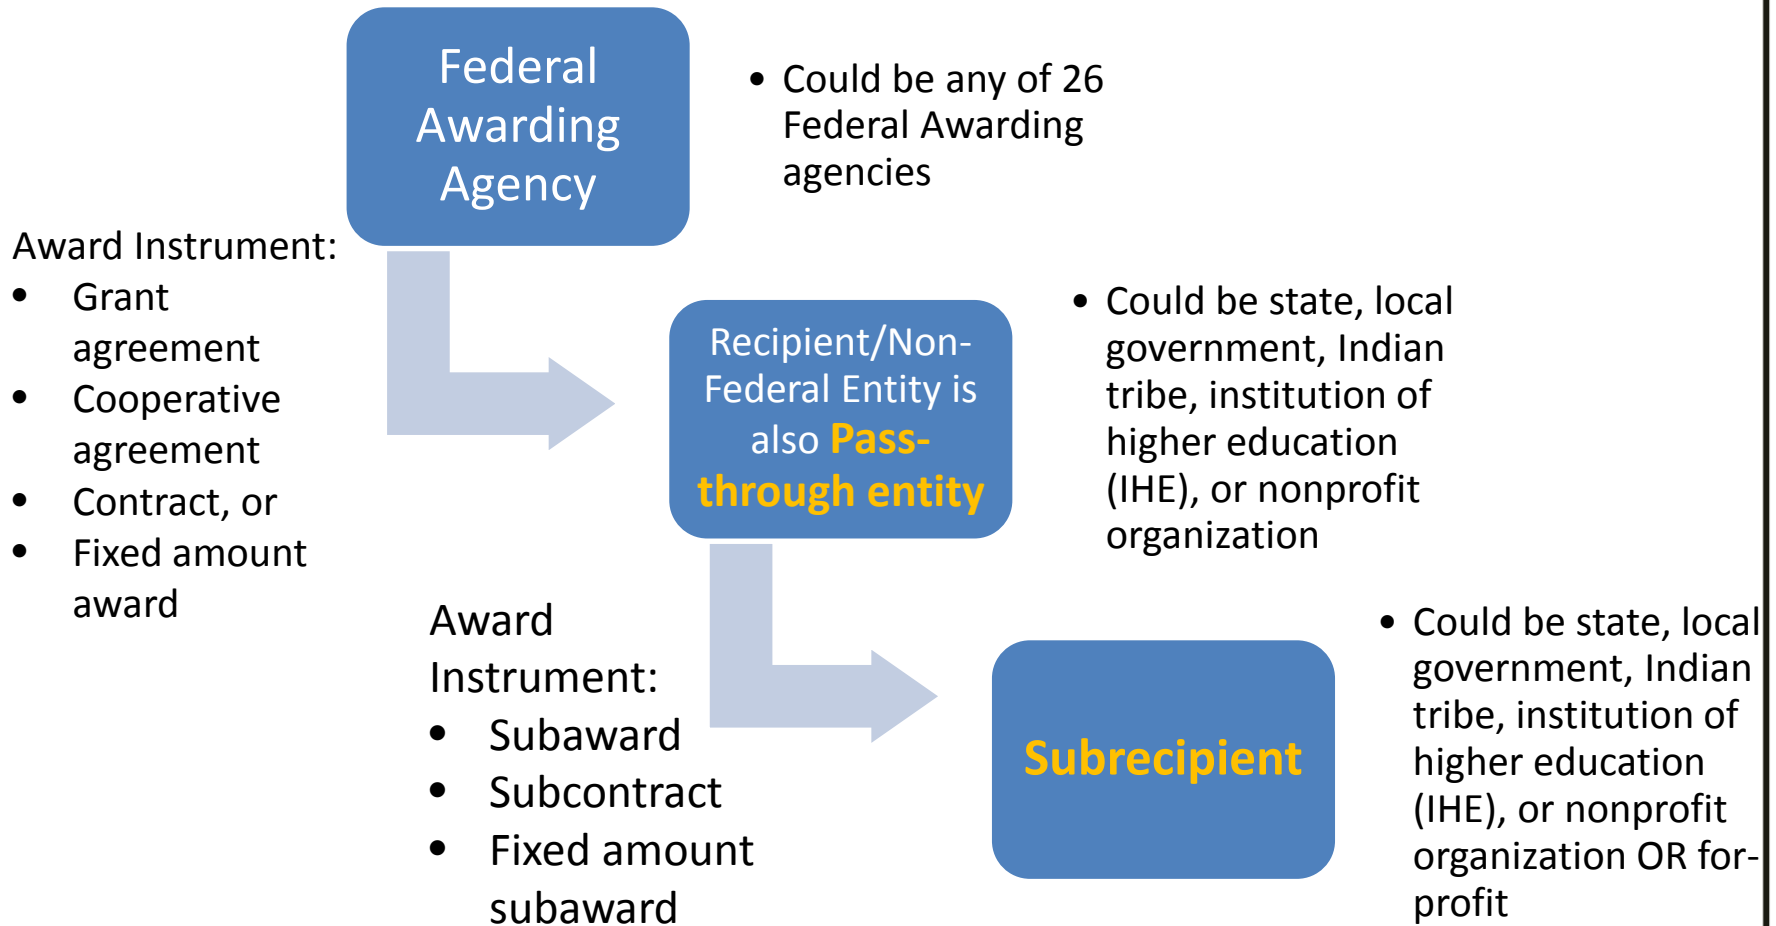 Federal
Awarding
Agency
• Could be any of 26
Federal Awarding
agencies
Award Instrument:
• Grant
agreement
• Cooperative
agreement
• Contract, or
• Fixed amount
award
Recipient/Non-
Federal Entity is
also Pass-
through entity
• Could be state, local
government, Indian
tribe, institution of
higher education
(IHE), or nonprofit
organization
Award
Instrument:
• Subaward
• Subcontract
• Fixed amount
subaward
Subrecipient
• Could be state, local
government, Indian
tribe, institution of
higher education
(IHE), or nonprofit
organization OR for-
profit